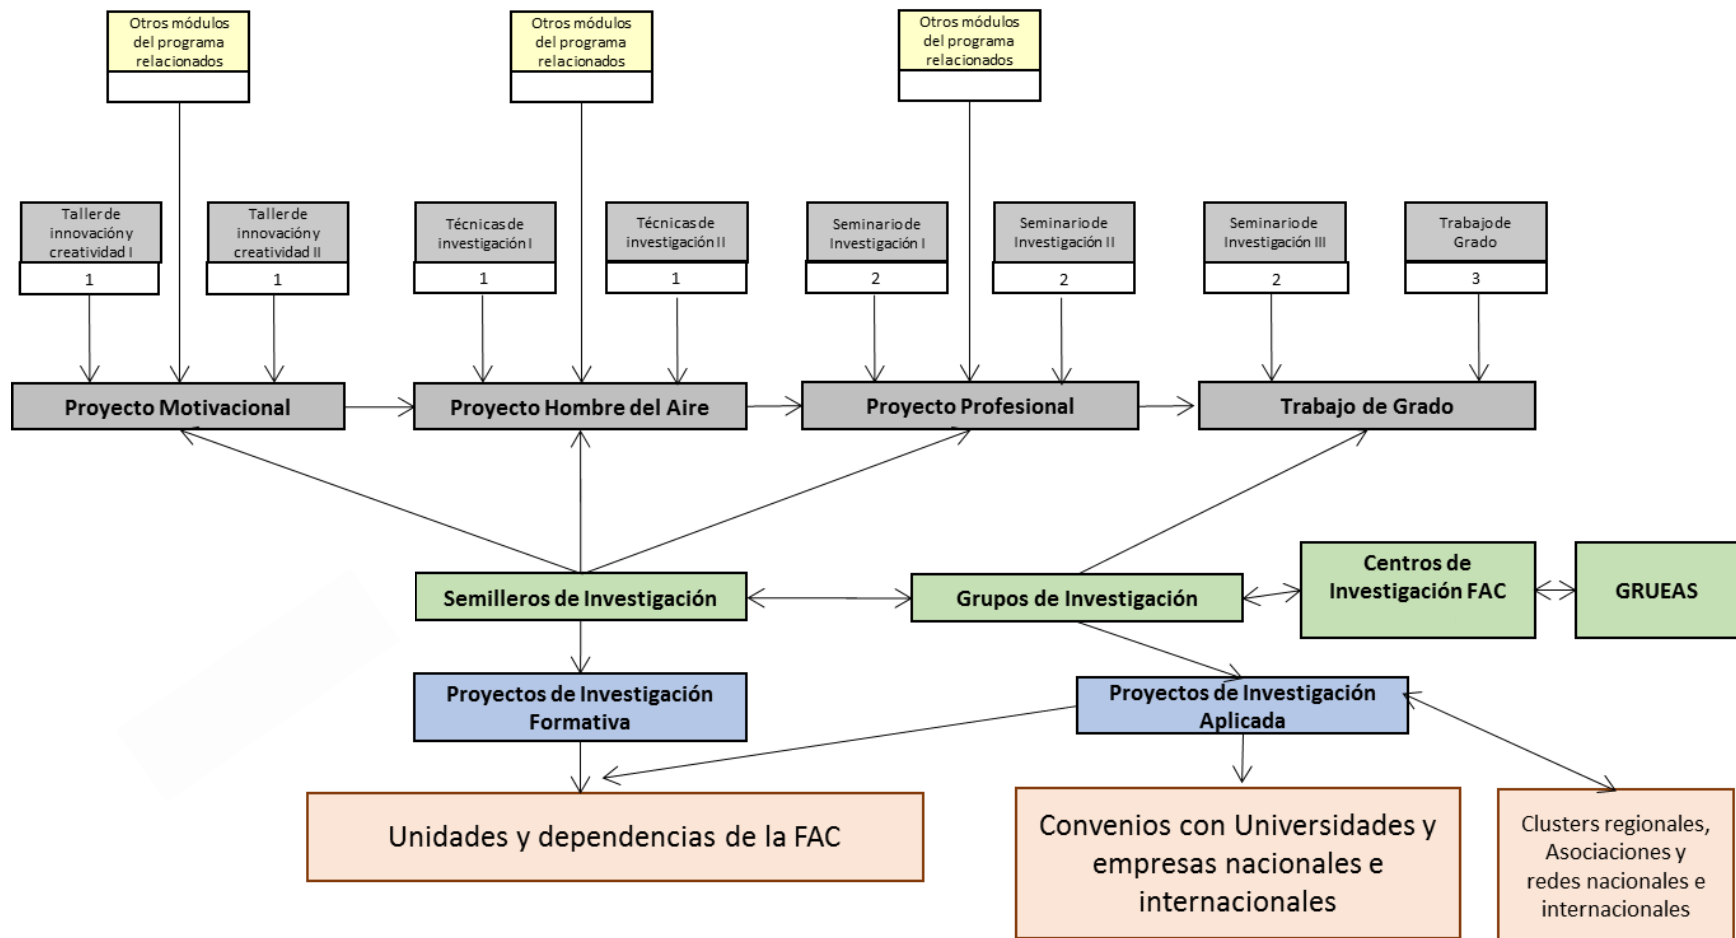 Otros módulos
del programa
relacionados
Otros módulos
del programa
relacionados
Otros módulos
del programa
relacionados
Taller de
innovación y
creatividad I
1
Taller de
innovación y
creatividad II
1
Técnicas de
investigación I
1
Técnicas de
investigación II
1
Seminario de
Investigación I
2
Seminario de
Investigación II
2
Seminario de
Investigación III
2
Trabajo de
Grado
3
Proyecto Motivacional
Proyecto Hombre del Aire
Proyecto Profesional
Trabajo de Grado
Semilleros de Investigación
Grupos de Investigación
Centros de
Investigación FAC
GRUEAS
Proyectos de Investigación
Formativa
Proyectos de Investigación
Aplicada
Unidades y dependencias de la FAC
Convenios con Universidades y
empresas nacionales e
internacionales
Clusters regionales,
Asociaciones y
redes nacionales e
internacionales